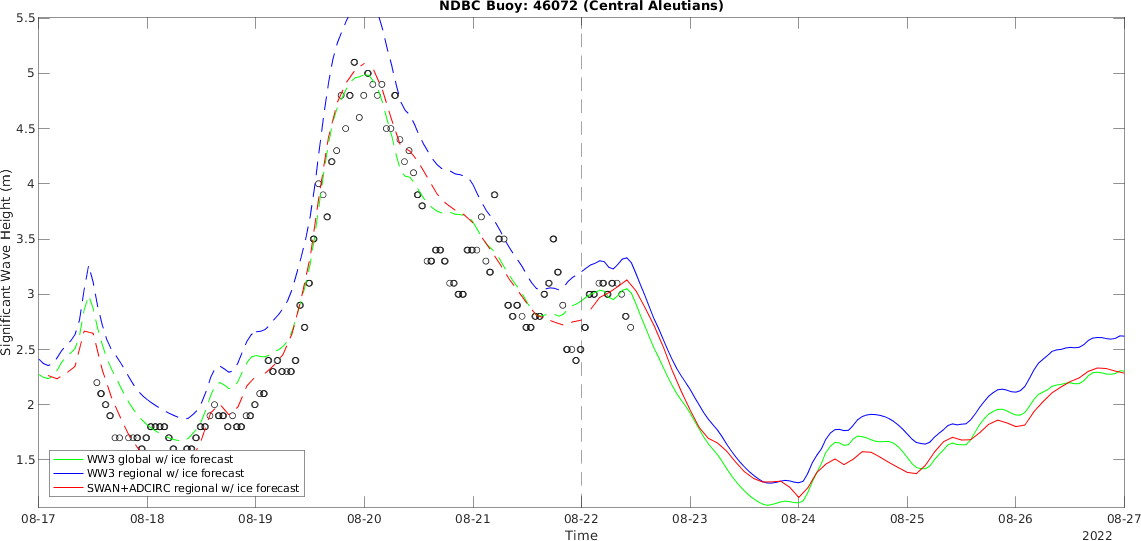 NDBC Buoy: 46072 (Central Aleutians)
5.5
5
4.5
4
3.5
3
2.5
2
1.5
Significant Wave Height (m)
WW3 global w/ ice forecast
WW3 regional w/ ice forecast
SWAN+ADCIRC regional w/ ice forecast
08-17 08-18 08-19 08-20 08-21 08-22 08-23 08-24 08-25 08-26 08-27
Time
2022